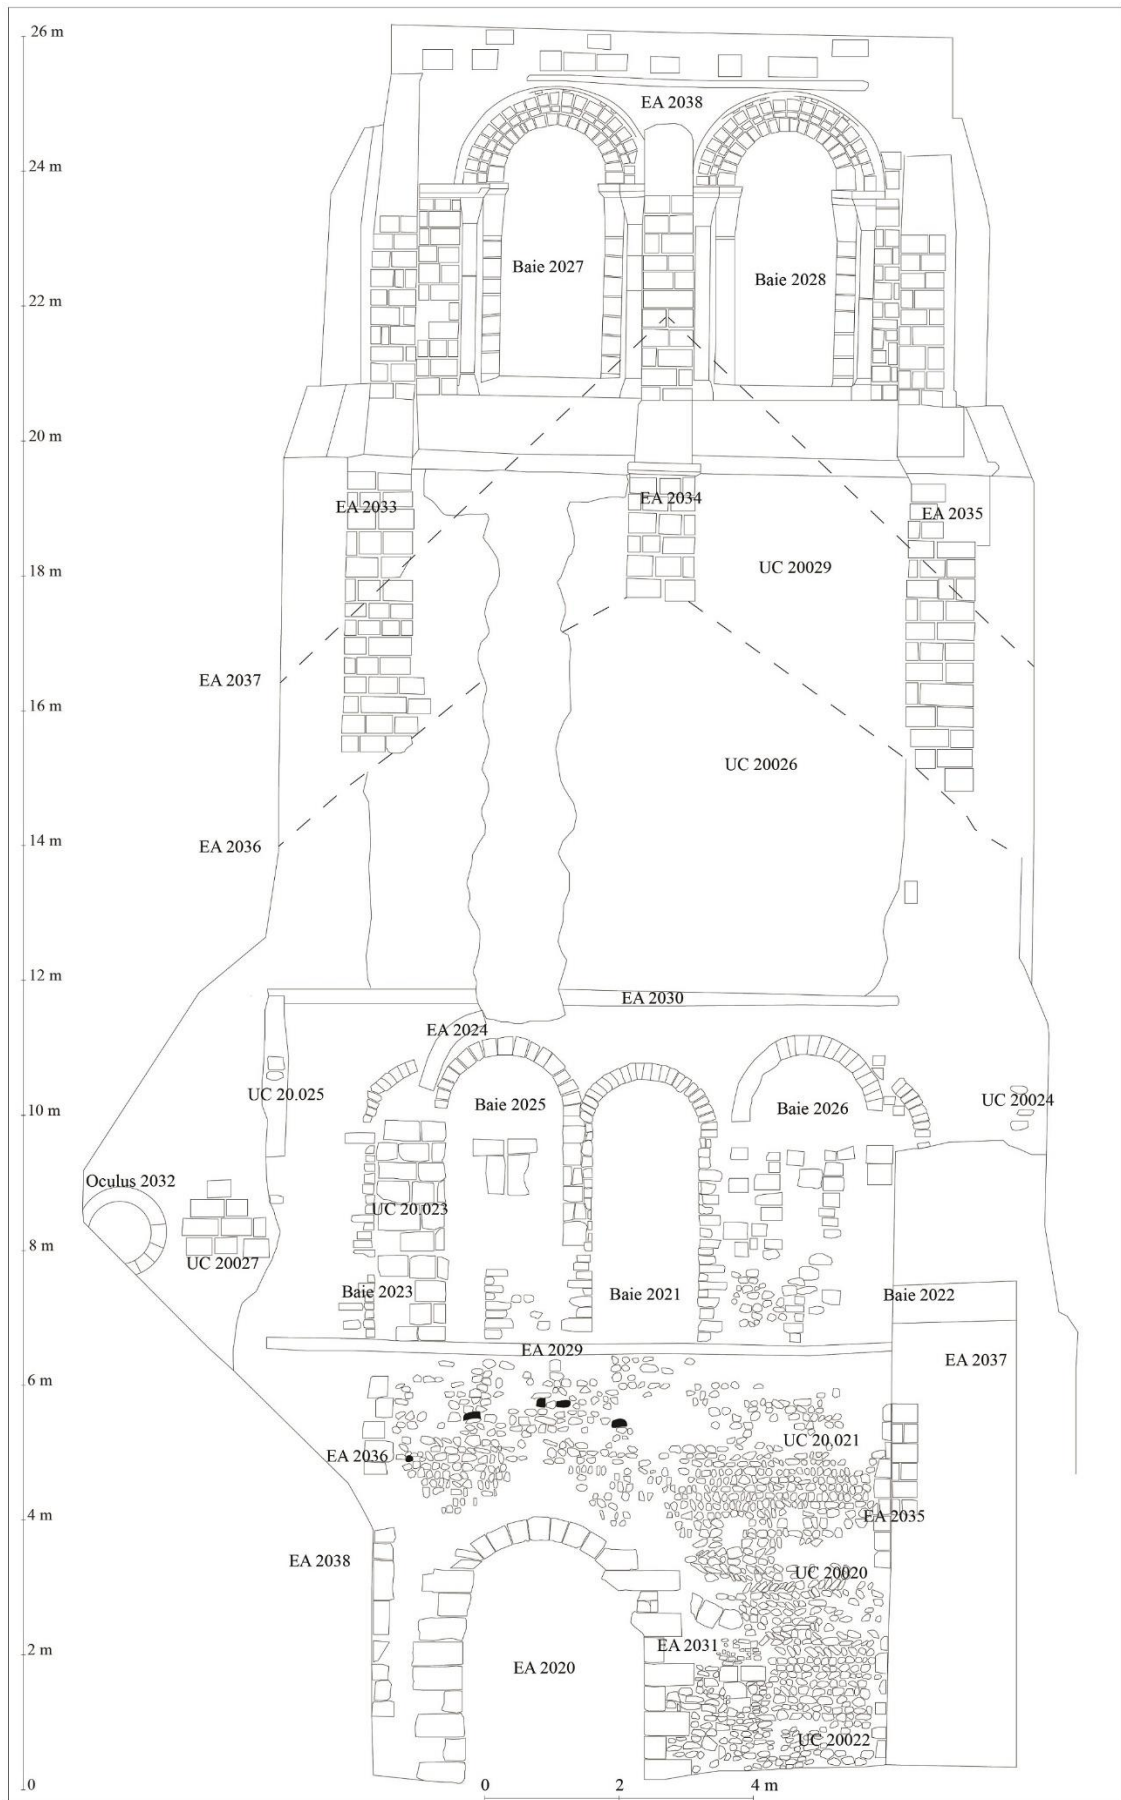 26 m
EA 2038
24 m
Baie 2027
Baie 2028
22 m
20 m
EA 2033
EA 2034
EA 2035
18 m
UC 20029
EA 2037
16 m
UC 20026
EA 2036
14 m
12 m
EA 2030
EA 2024
UC 20.025
UC 20024
10 m
Baie 2025
Baie 2026
Oculus 2032
UC 20.023
8 m
UC 20027
Baie 2023
Baie 2021
Baie 2022
EA 2029
EA 2037
6 m
UC 20.021
EA 2036
4 m
EA 2035
EA 2038
UC 20020
2 m
EA 2031
EA 2020
UC 20022
0
0 2 4 m